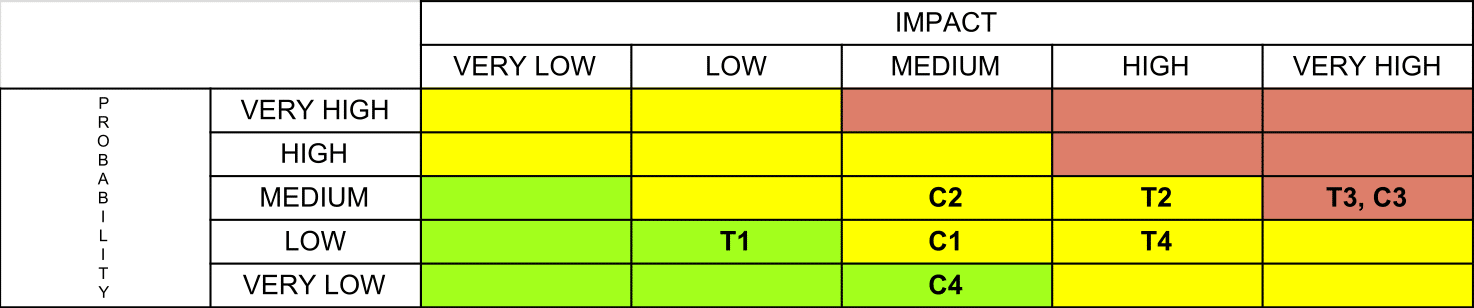 IMPACT
VERY LOW LOW MEDIUM HIGH VERY HIGH
PROBABILITY
VERY HIGH
HIGH
MEDIUM C2 T2 T3, C3
LOW T1 C1 T4
VERY LOW C4